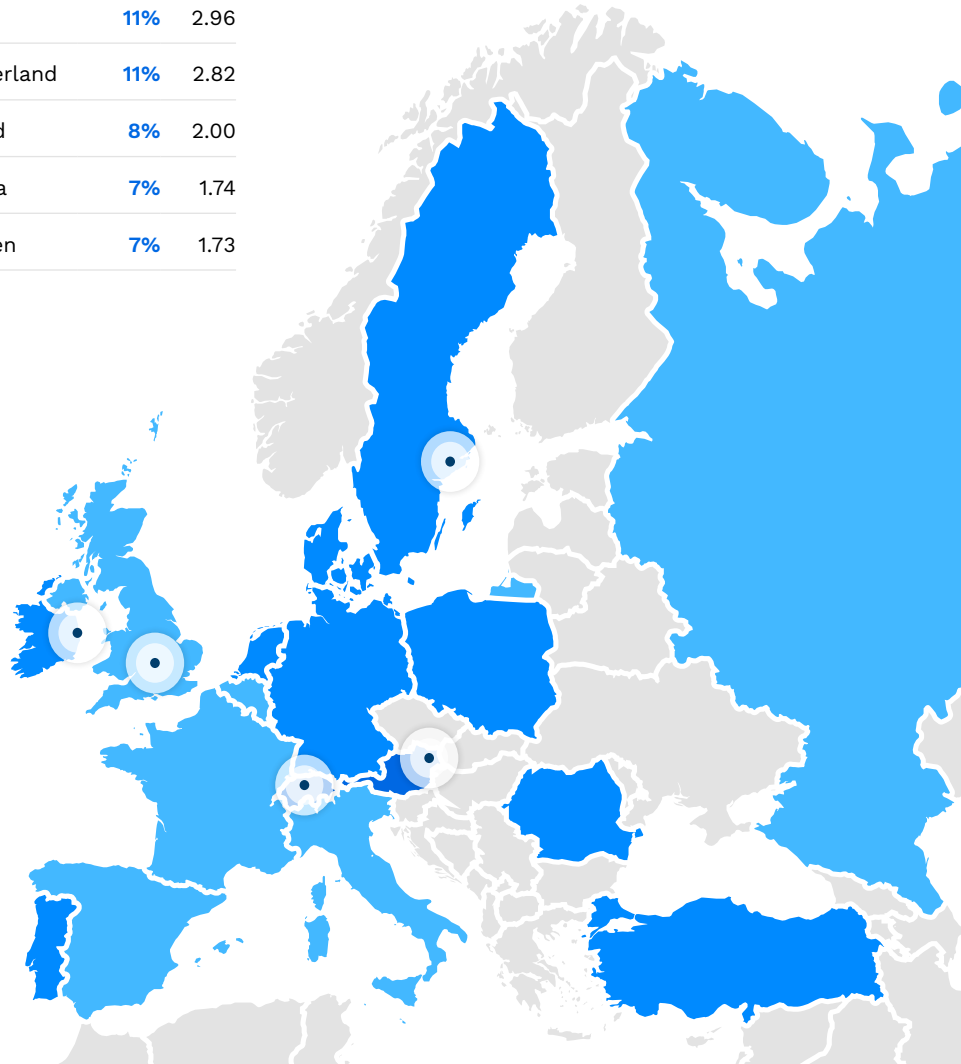 11% 2.96
erland 11% 2.82
d 8% 2.00
a 7% 1.74
en 7% 1.73